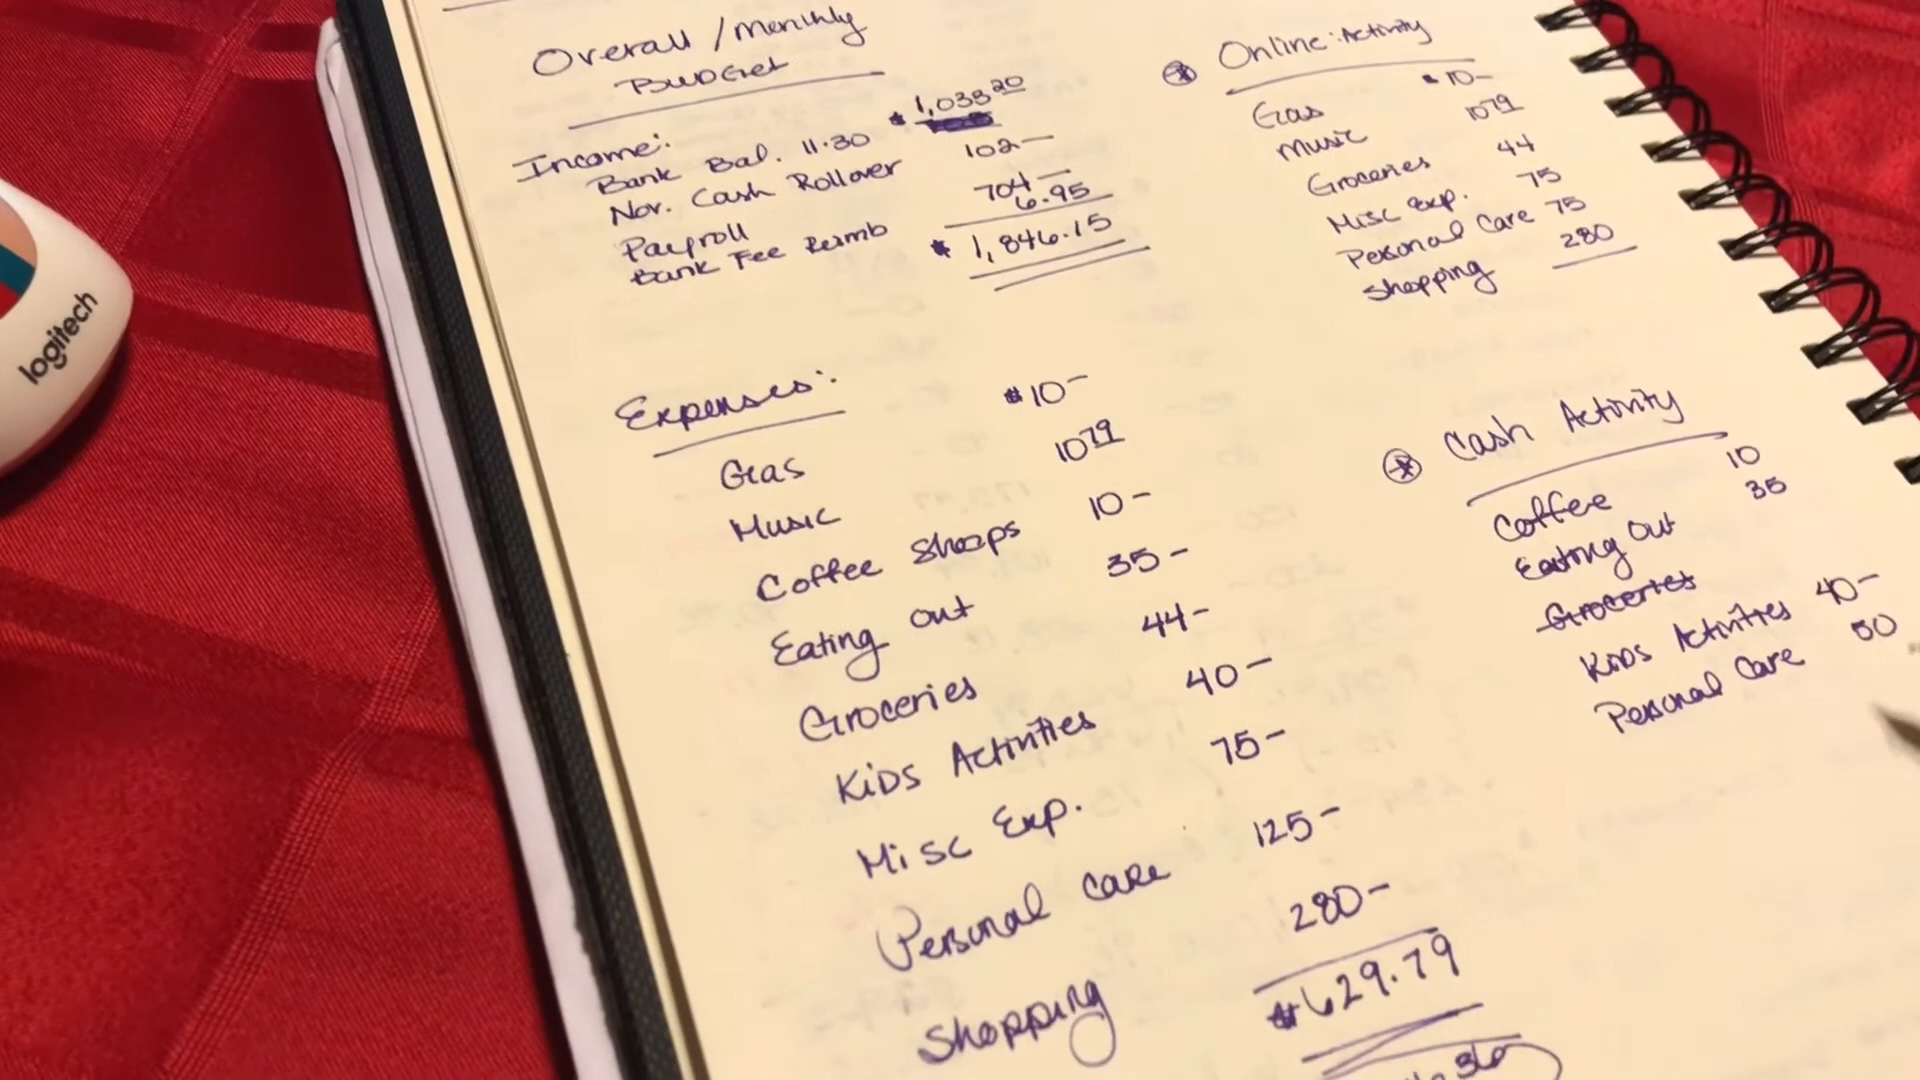 Overall / Monthly
Budget
Income:
Bank Bal. 11.30 $ 1,033 20
Nov. Cash Rollover 102 —
Payroll 704 —
Bank Fee Reimb 6.95
$ 1,846.15
Expenses:
Gas $10 —
Music 10 79
Coffee Shops 10 —
Eating out 35 —
Groceries 44 —
Kids Activities 40 —
Misc Exp. 75 —
Personal Care 125 —
Shopping 280 —
$629.79
Online: Activity
Gas 10 —
Music 10 79
Groceries 44
Misc Exp. 75
Personal Care 75
Shopping 280
Cash Activity
Coffee 10
Eating Out 35
Groceries
Kids Activities 40 —
Personal Care 50
logitech